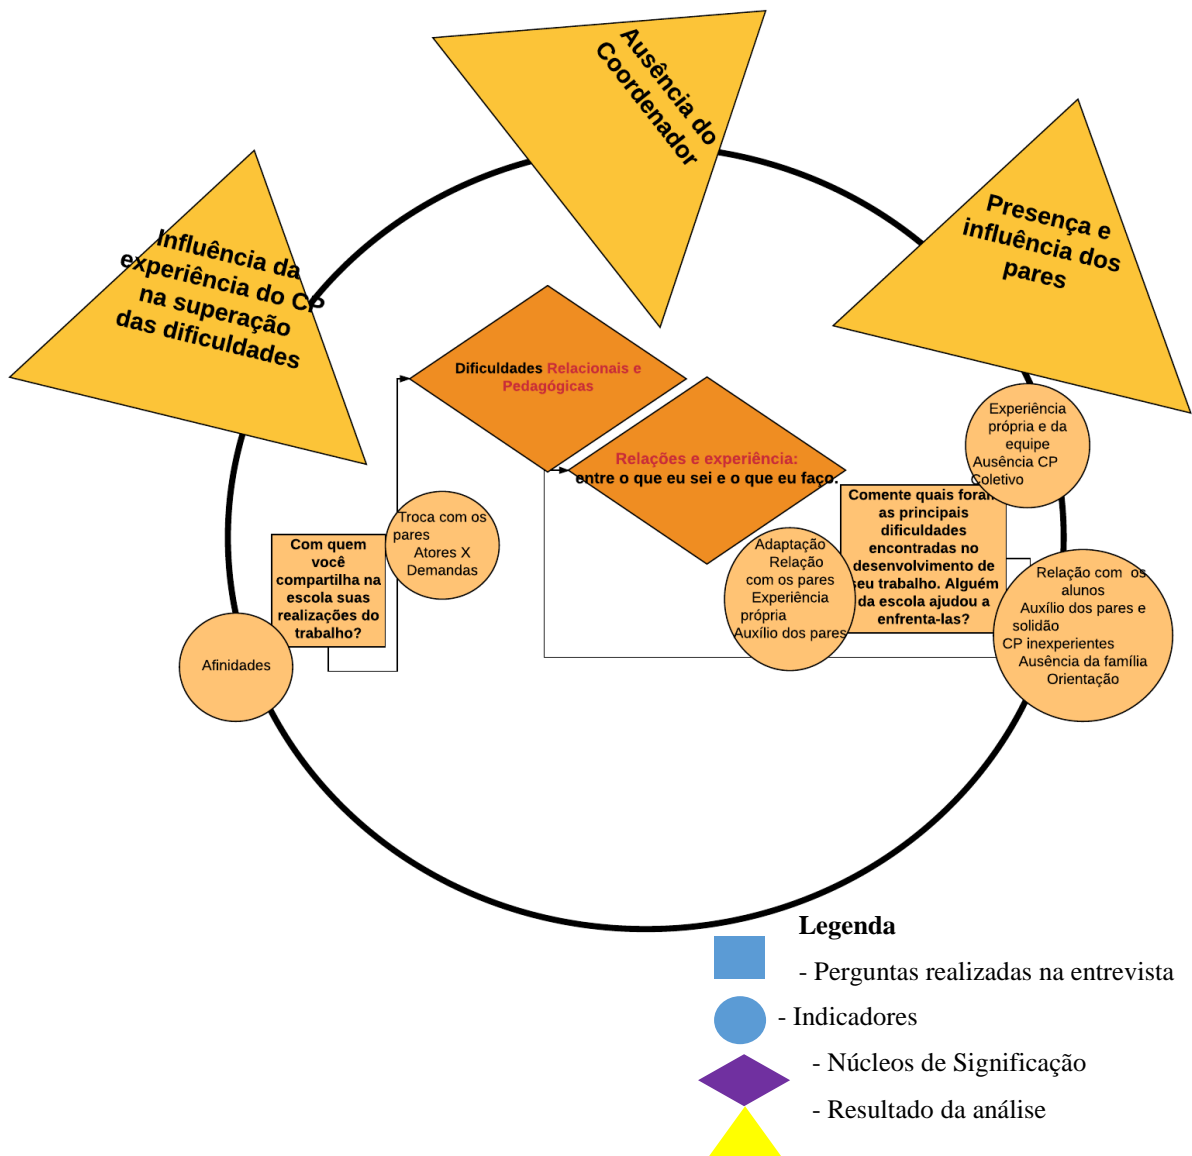 Ausência do
Coordenador
Presença e
influência dos
pares
Influência da
experiência do CP
na superação
das dificuldades
Dificuldades Relacionais e
Pedagógicas
Relações e experiência:
entre o que eu sei e o que eu faço.
Experiência
própria e da
equipe
Ausência CP
Coletivo
Troca com os
pares
Atores X
Demandas
Com quem
você
compartilha na
escola suas
realizações do
trabalho?
Afinidades
Adaptação
Relação
com os pares
Experiência
própria
Auxílio dos pares
Comente quais foram
as principais
dificuldades
encontradas no
desenvolvimento de
seu trabalho. Alguém
da escola ajudou a
enfrenta-las?
Relação com os
alunos
Auxílio dos pares e
solidão
CP inexperientes
Ausência da família
Orientação
Legenda
- Perguntas realizadas na entrevista
- Indicadores
- Núcleos de Significação
- Resultado da análise